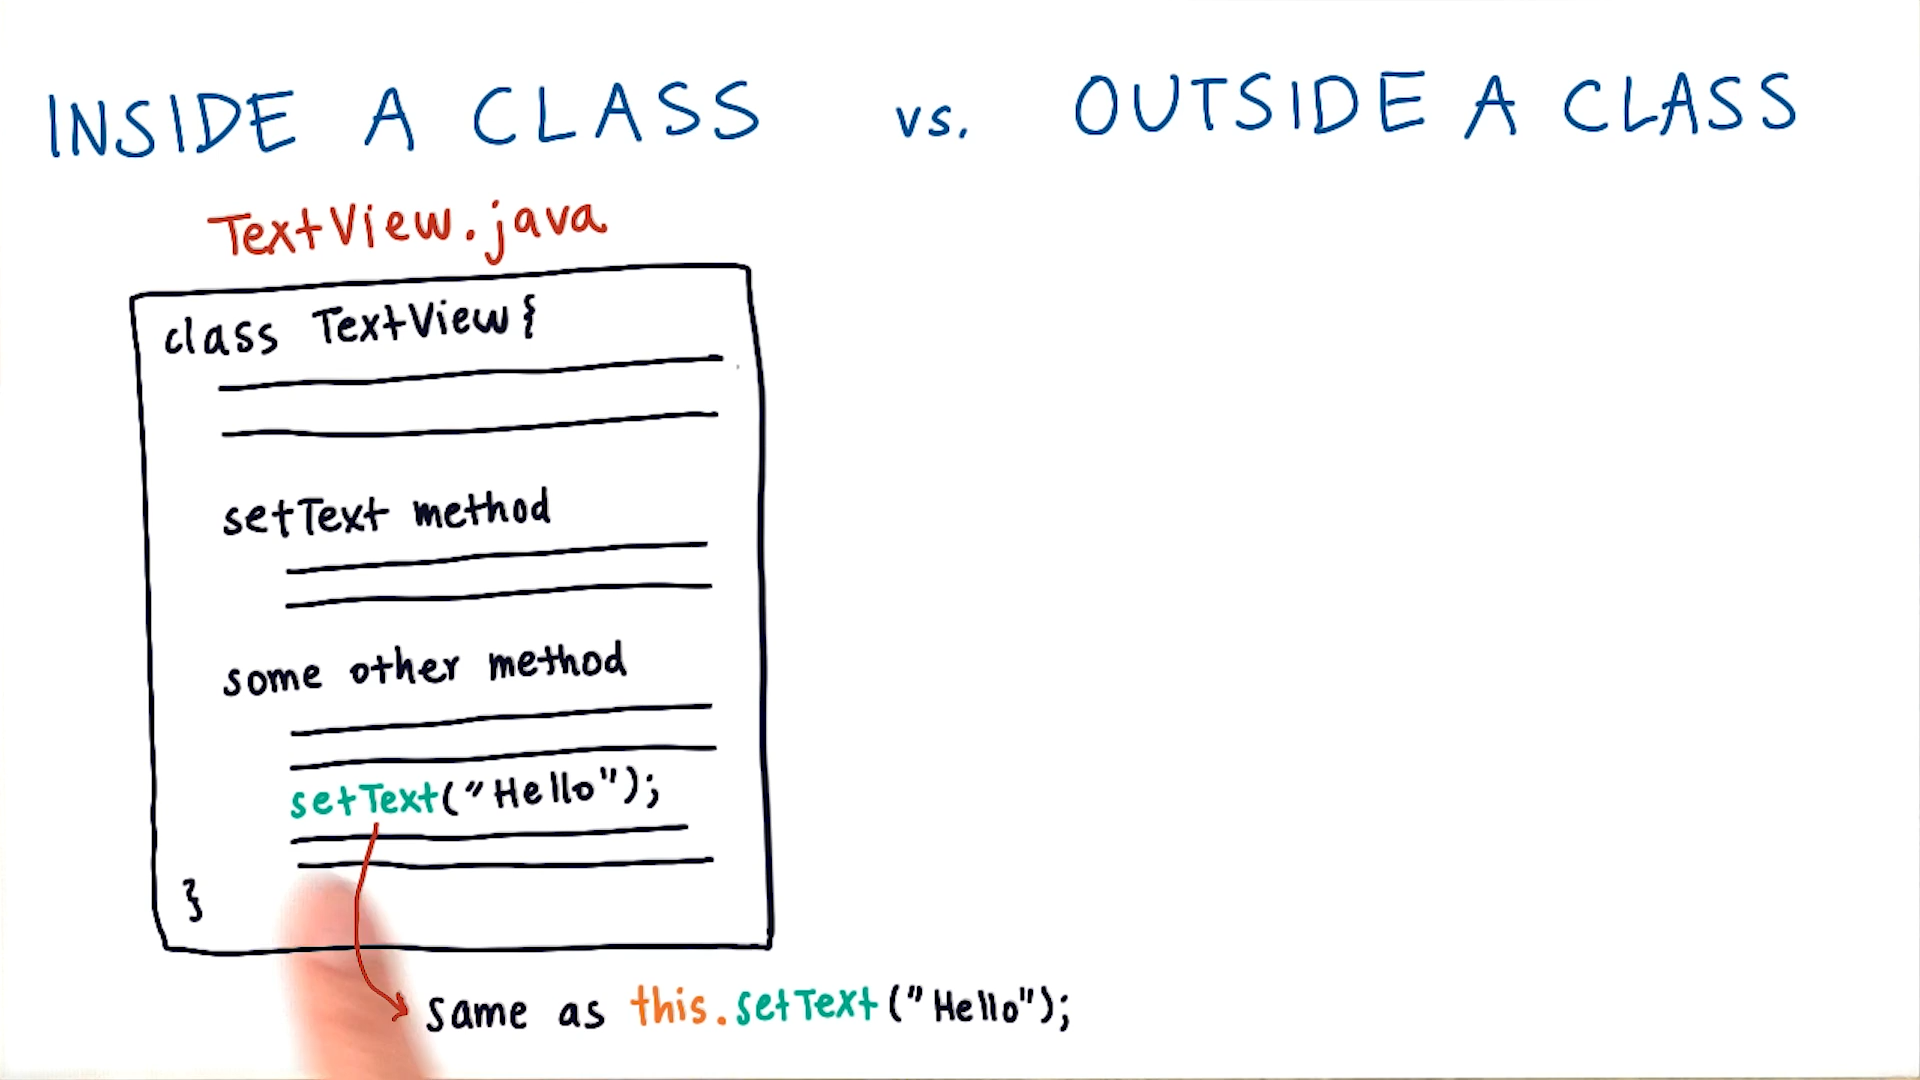 INSIDE A CLASS vs. OUTSIDE A CLASS
TextView.java
class TextView{
setText method
some other method
setText("Hello");
}
same as this.setText("Hello");